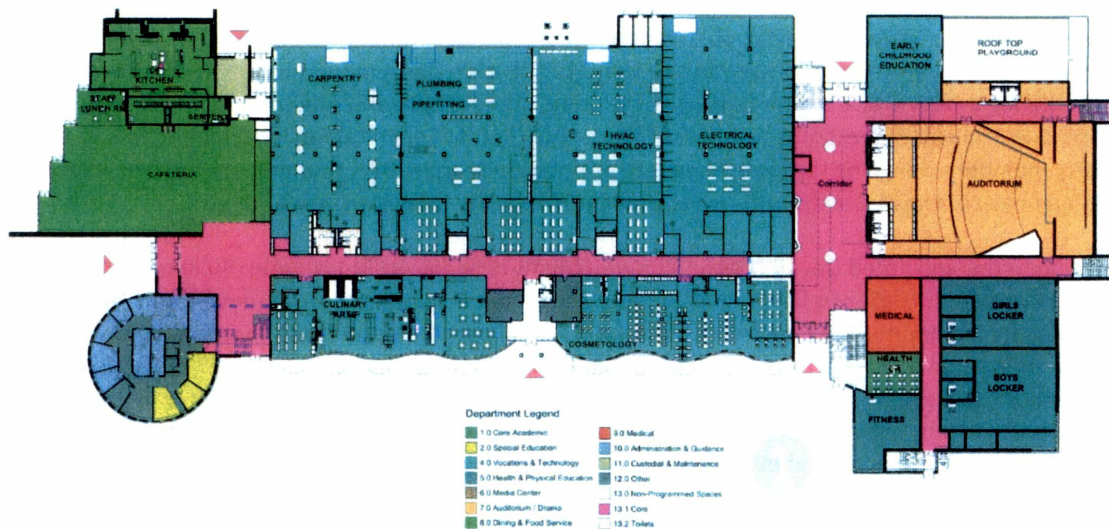 KITCHEN
STAFF
LUNCH RM
SERVERY
CAFETERIA
CARPENTRY
PLUMBING
&
PIPEFITTING
HVAC
TECHNOLOGY
ELECTRICAL
TECHNOLOGY
EARLY
CHILDHOOD
EDUCATION
ROOF TOP
PLAYGROUND
Corridor
AUDITORIUM
CULINARY
ARTS
COSMETOLOGY
MEDICAL
HEALTH
CR
FITNESS
GIRLS
LOCKER
BOYS
LOCKER
Department Legend
1.0 Core Academic
2.0 Special Education
4.0 Vocations & Technology
5.0 Health & Physical Education
6.0 Media Center
7.0 Auditorium / Drama
8.0 Dining & Food Service
9.0 Medical
10.0 Administration & Guidance
11.0 Custodial & Maintenance
12.0 Other
13.0 Non-Programmed Spaces
13.1 Core
13.2 Toilets